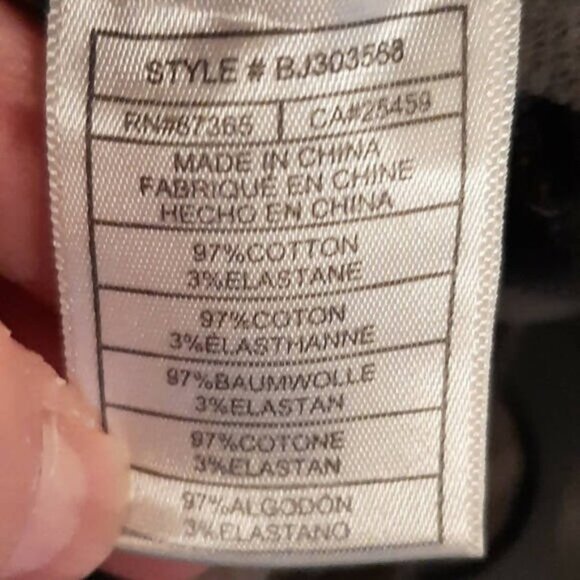 STYLE # BJ303568
RN#87365 CA#25459
MADE IN CHINA
FABRIQUÉ EN CHINE
HECHO EN CHINA
97%COTTON
3%ELASTANE
97%COTON
3%ELASTHANNE
97%BAUMWOLLE
3%ELASTAN
97%COTONE
3%ELASTAN
97%ALGODÓN
3%ELASTANO